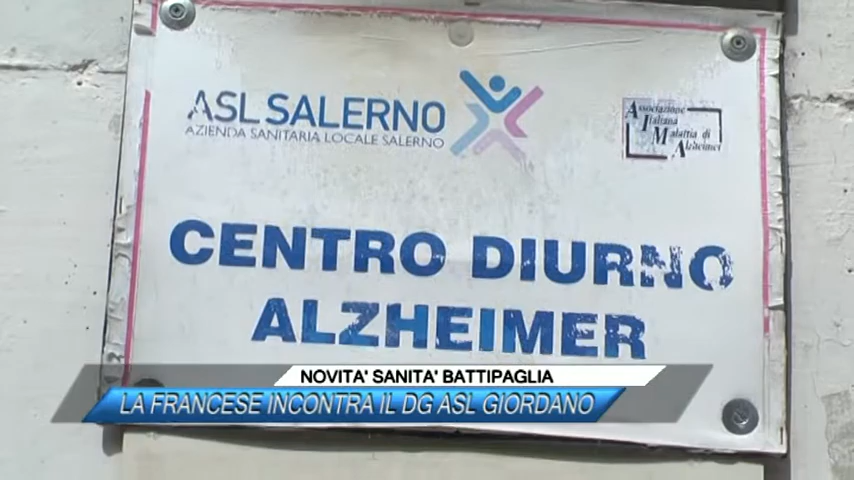 ASL SALERNO
AZIENDA SANITARIA LOCALE SALERNO
Associazione
Italiana
Malattia di
Alzheimer
CENTRO DIURNO
ALZHEIMER
NOVITA' SANITA' BATTIPAGLIA
LA FRANCESE INCONTRA IL DG ASL GIORDANO